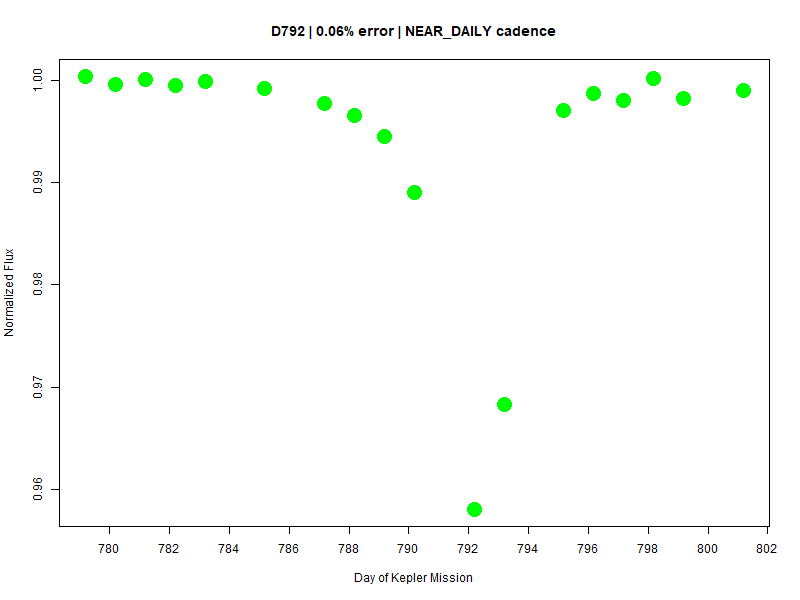 D792 | 0.06% error | NEAR_DAILY cadence
1.00
0.99
0.98
0.97
0.96
Normalized Flux
780 782 784 786 788 790 792 794 796 798 800 802
Day of Kepler Mission